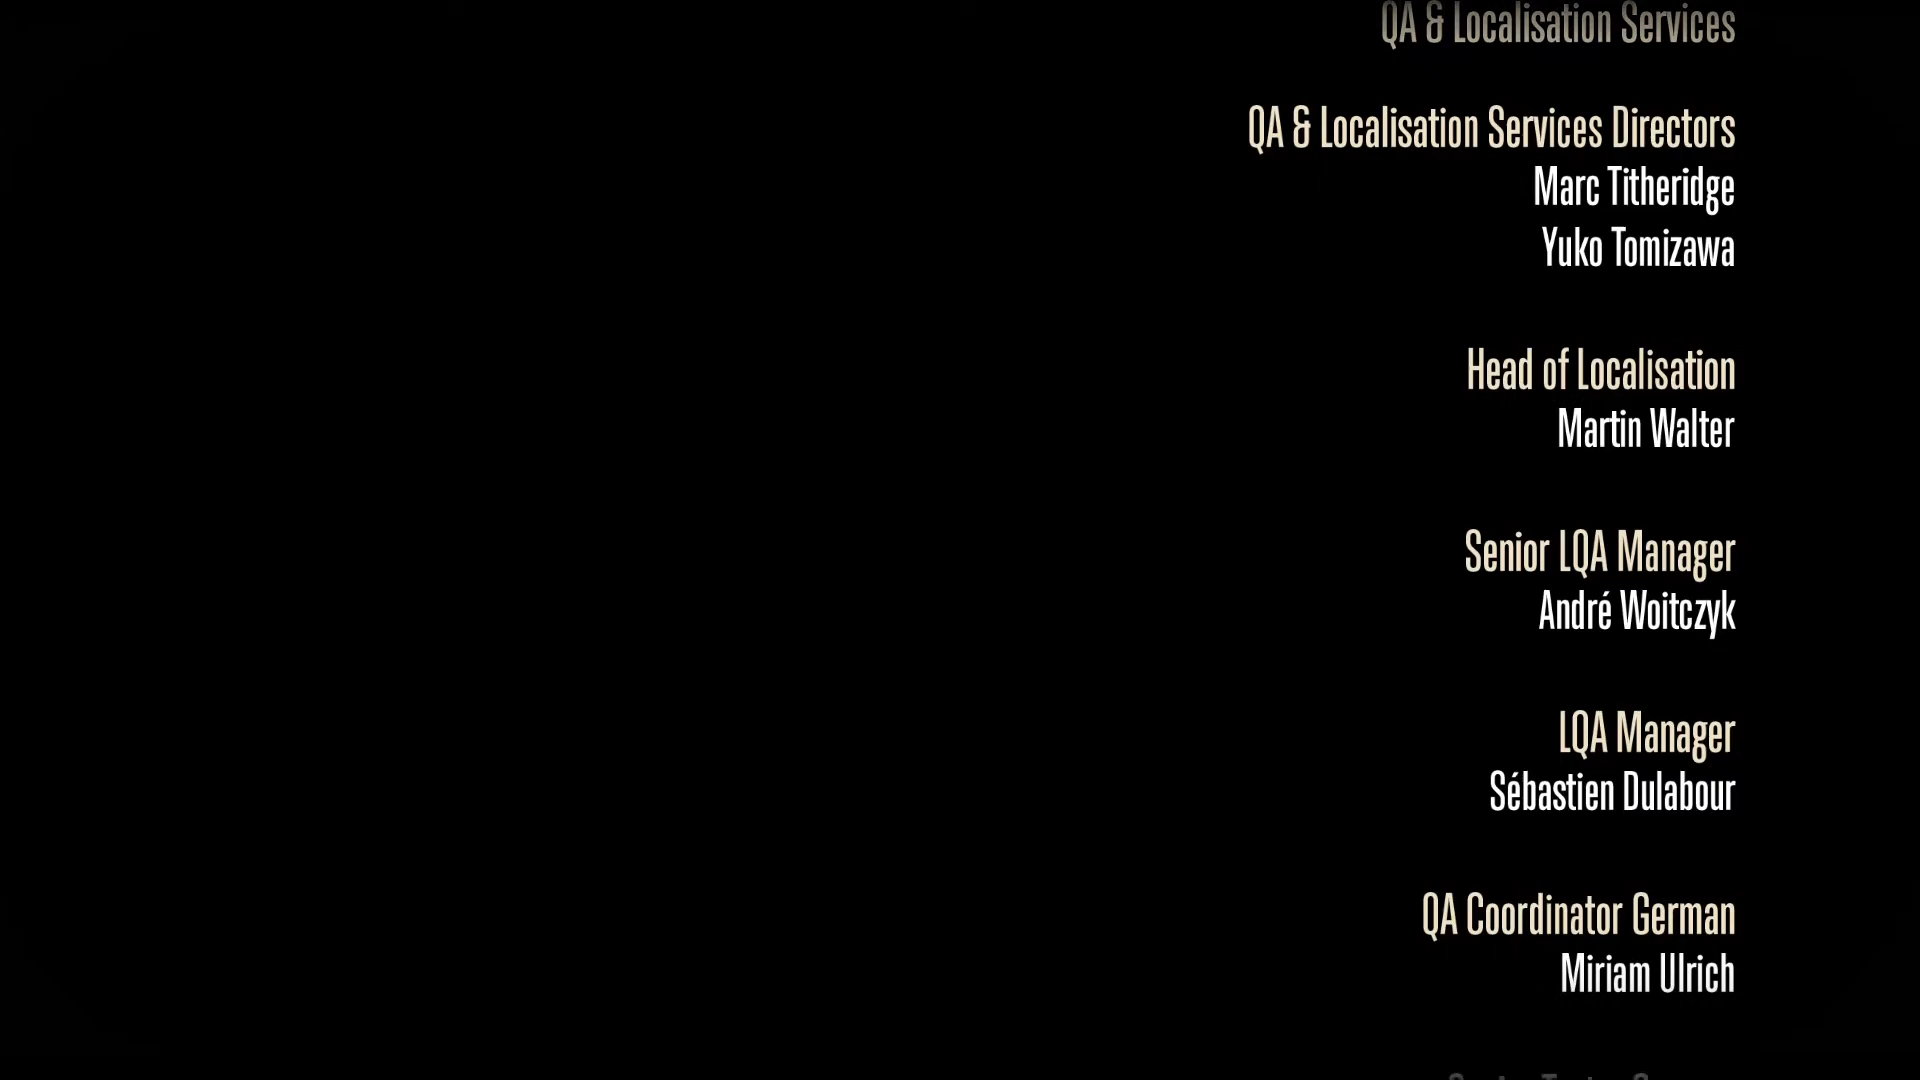 QA & Localisation Services
QA & Localisation Services Directors
Marc Titheridge
Yuko Tomizawa
Head of Localisation
Martin Walter
Senior LQA Manager
André Woitczyk
LQA Manager
Sébastien Dulabour
QA Coordinator German
Miriam Ulrich